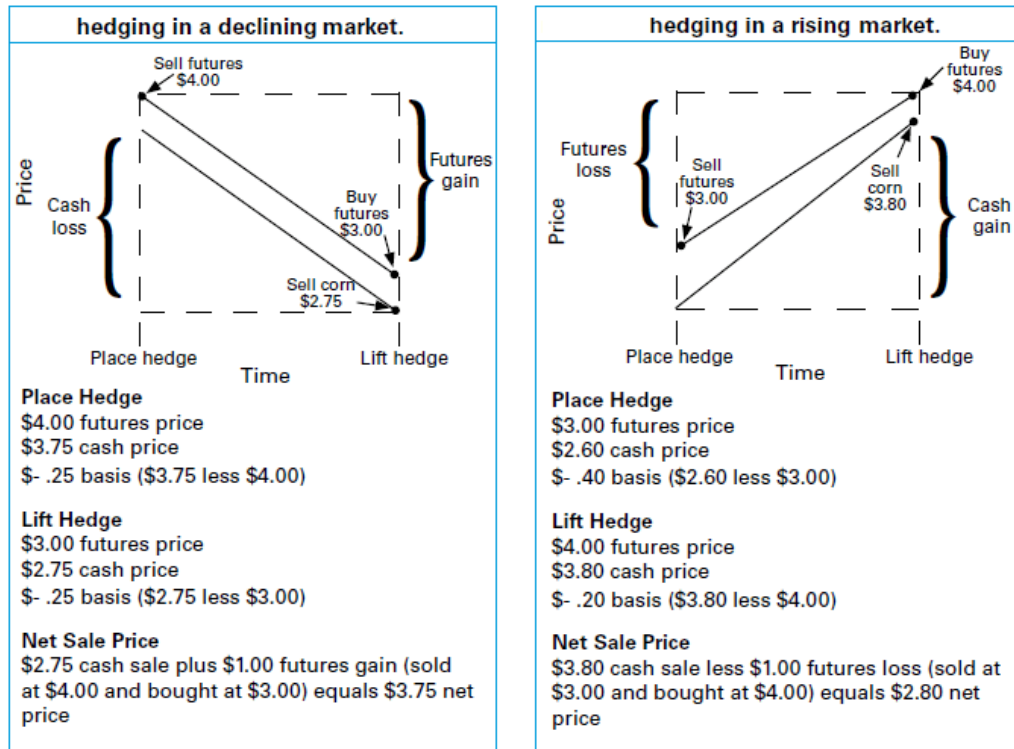 hedging in a declining market.
Sell futures
$4.00
Price
Cash
loss
Futures
gain
Buy
futures
$3.00
Sell corn
$2.75
Place hedge
Lift hedge
Time
Place Hedge
$4.00 futures price
$3.75 cash price
$- .25 basis ($3.75 less $4.00)
Lift Hedge
$3.00 futures price
$2.75 cash price
$- .25 basis ($2.75 less $3.00)
Net Sale Price
$2.75 cash sale plus $1.00 futures gain (sold
at $4.00 and bought at $3.00) equals $3.75 net
price
hedging in a rising market.
Buy
futures
$4.00
Futures
loss
Sell
futures
$3.00
Sell
corn
$3.80
Price
Cash
gain
Place hedge
Lift hedge
Time
Place Hedge
$3.00 futures price
$2.60 cash price
$- .40 basis ($2.60 less $3.00)
Lift Hedge
$4.00 futures price
$3.80 cash price
$- .20 basis ($3.80 less $4.00)
Net Sale Price
$3.80 cash sale less $1.00 futures loss (sold at
$3.00 and bought at $4.00) equals $2.80 net
price